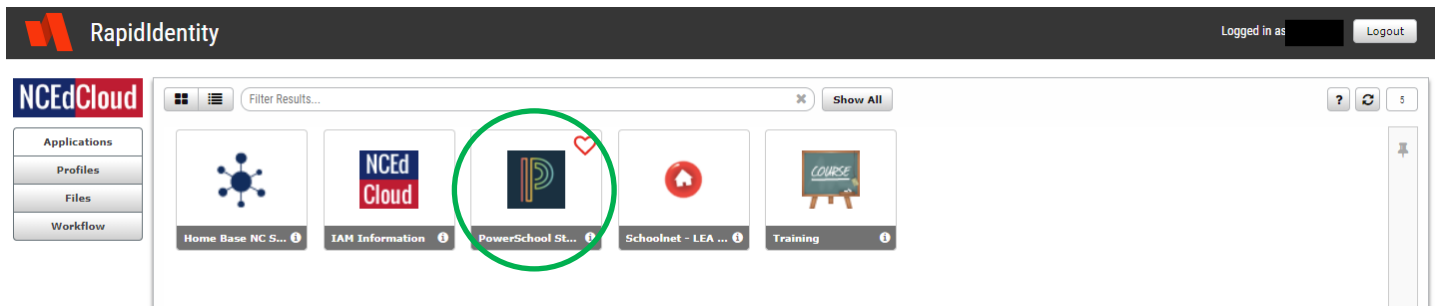 RapidIdentity
Logged in as
Logout
NCEdCloud
Filter Results...
Show All
?
5
Applications
Profiles
Files
Workflow
NCEd
Cloud
COURSE
Home Base NC S...
IAM Information
PowerSchool St...
Schoolnet - LEA ...
Training